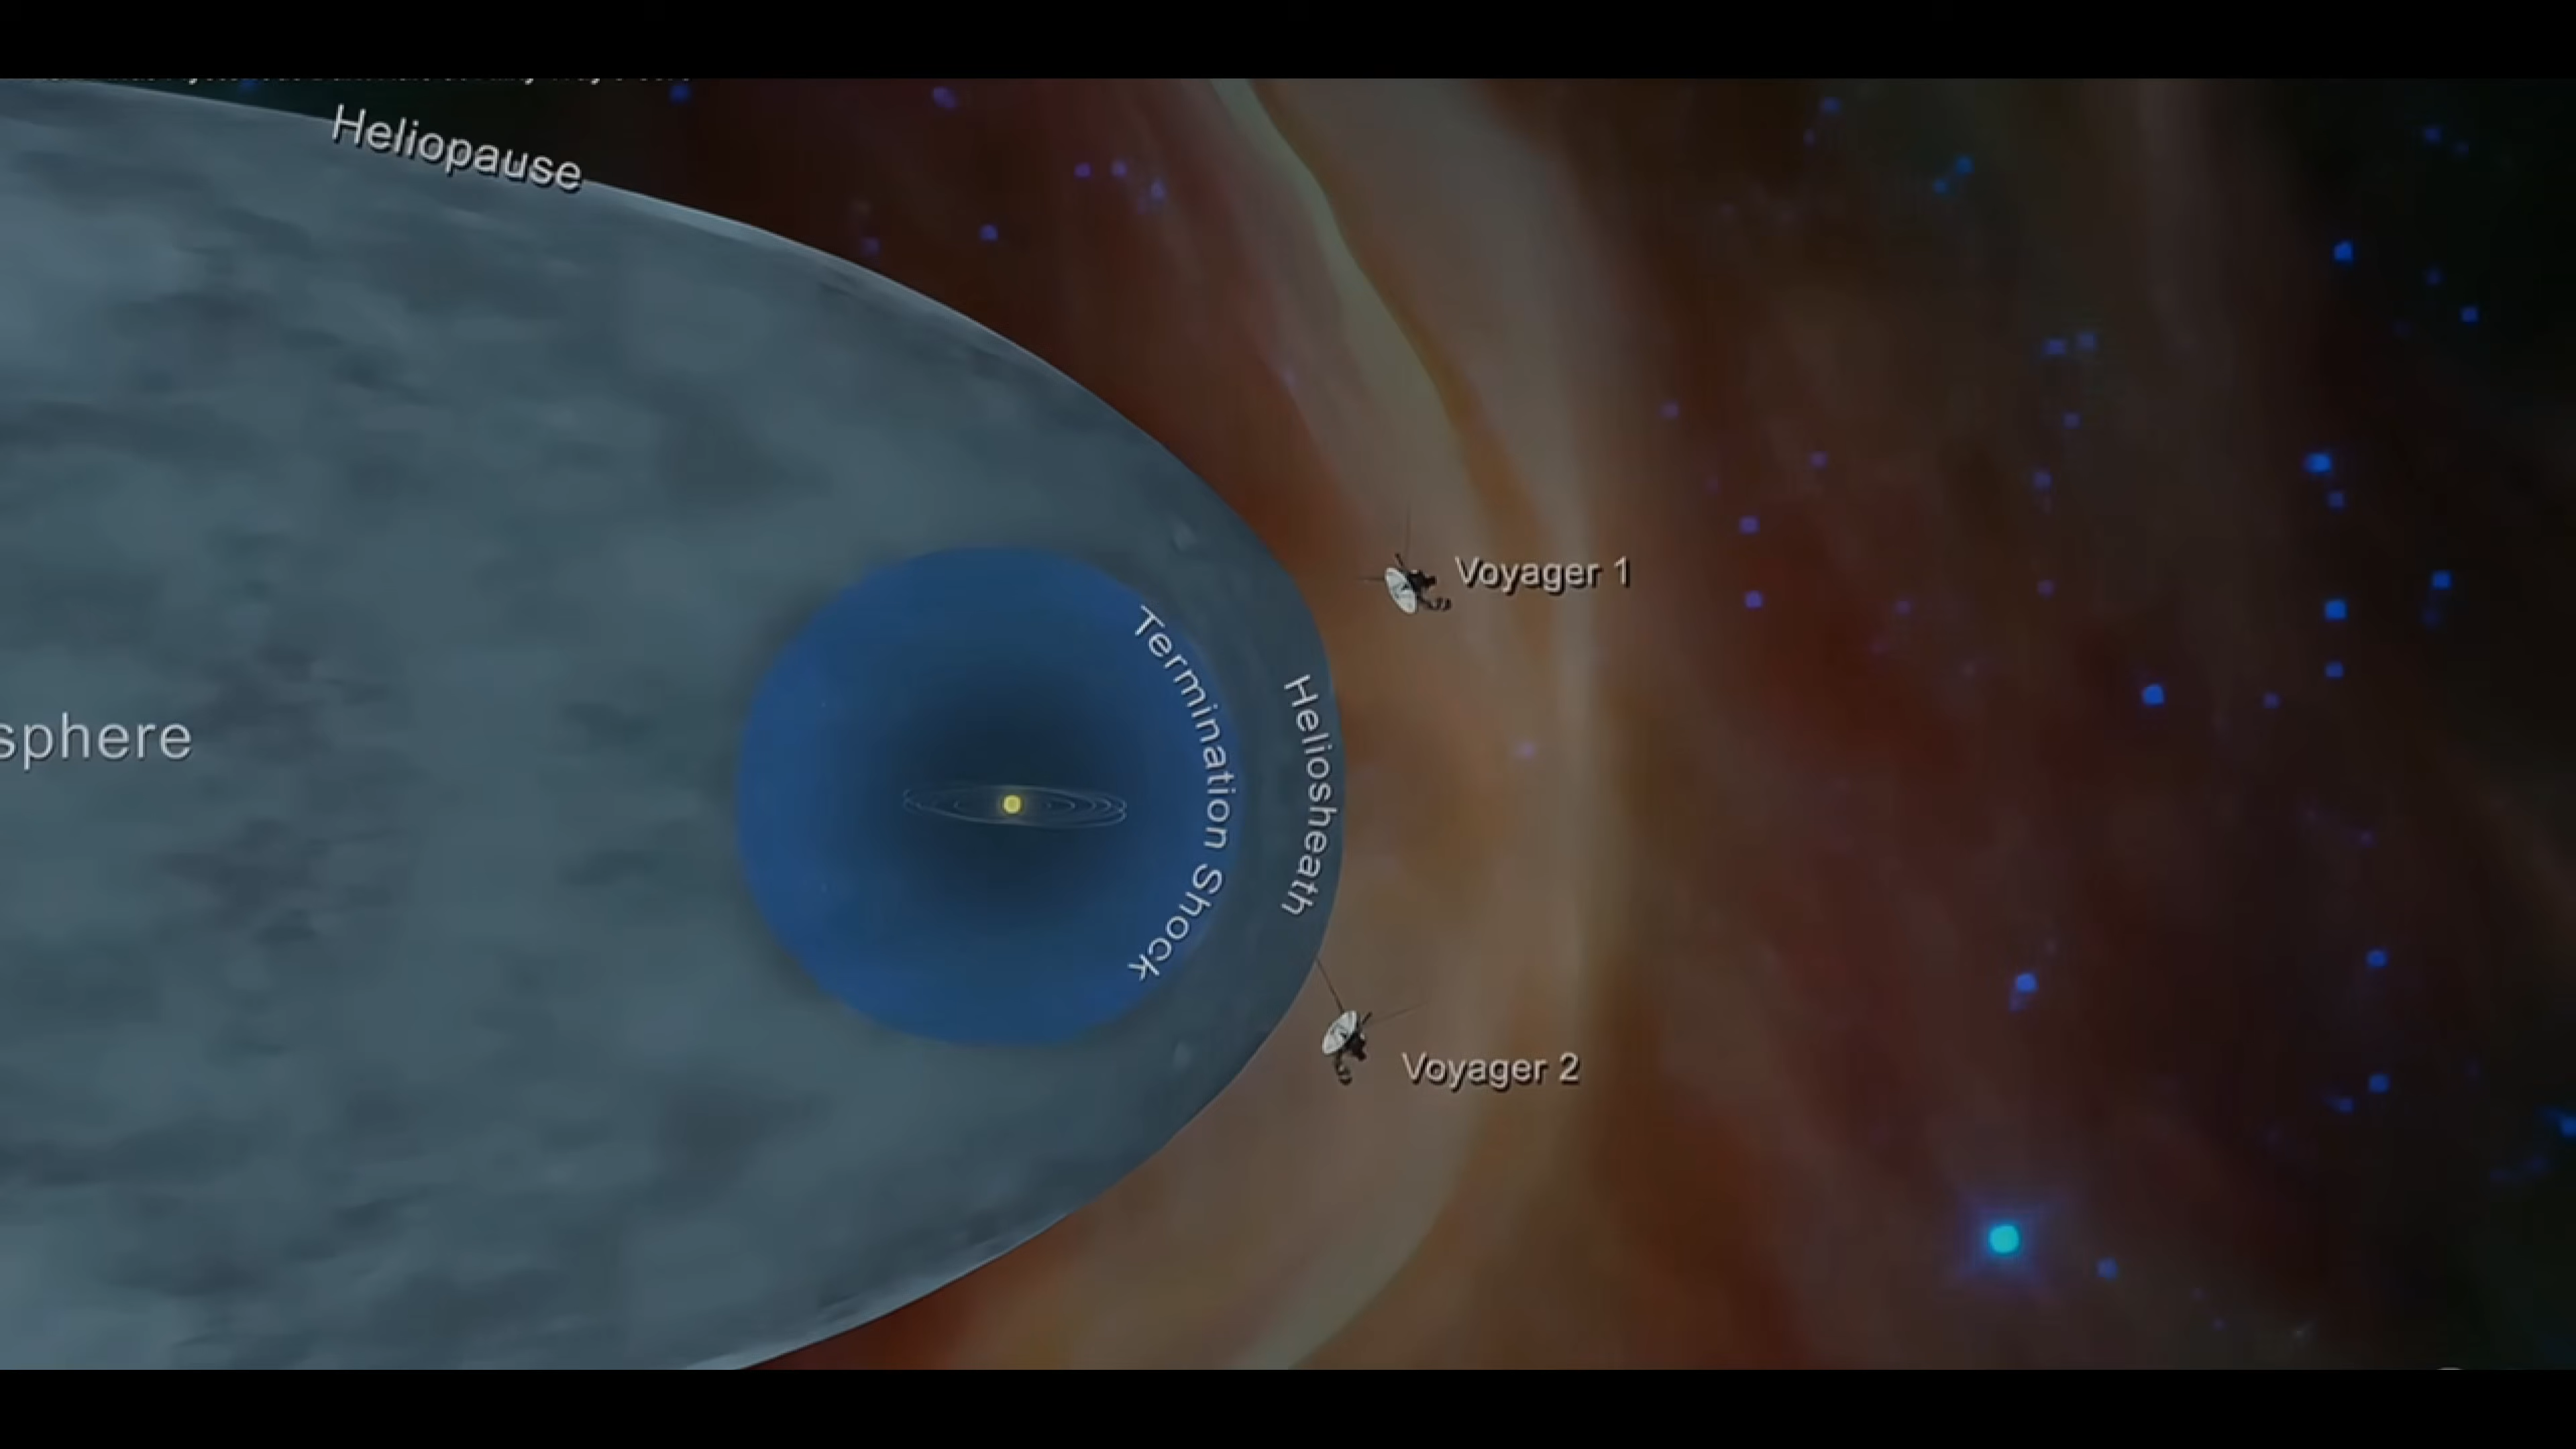 Heliopause
Voyager 1
Termination Shock
Heliosheath
sphere
Voyager 2